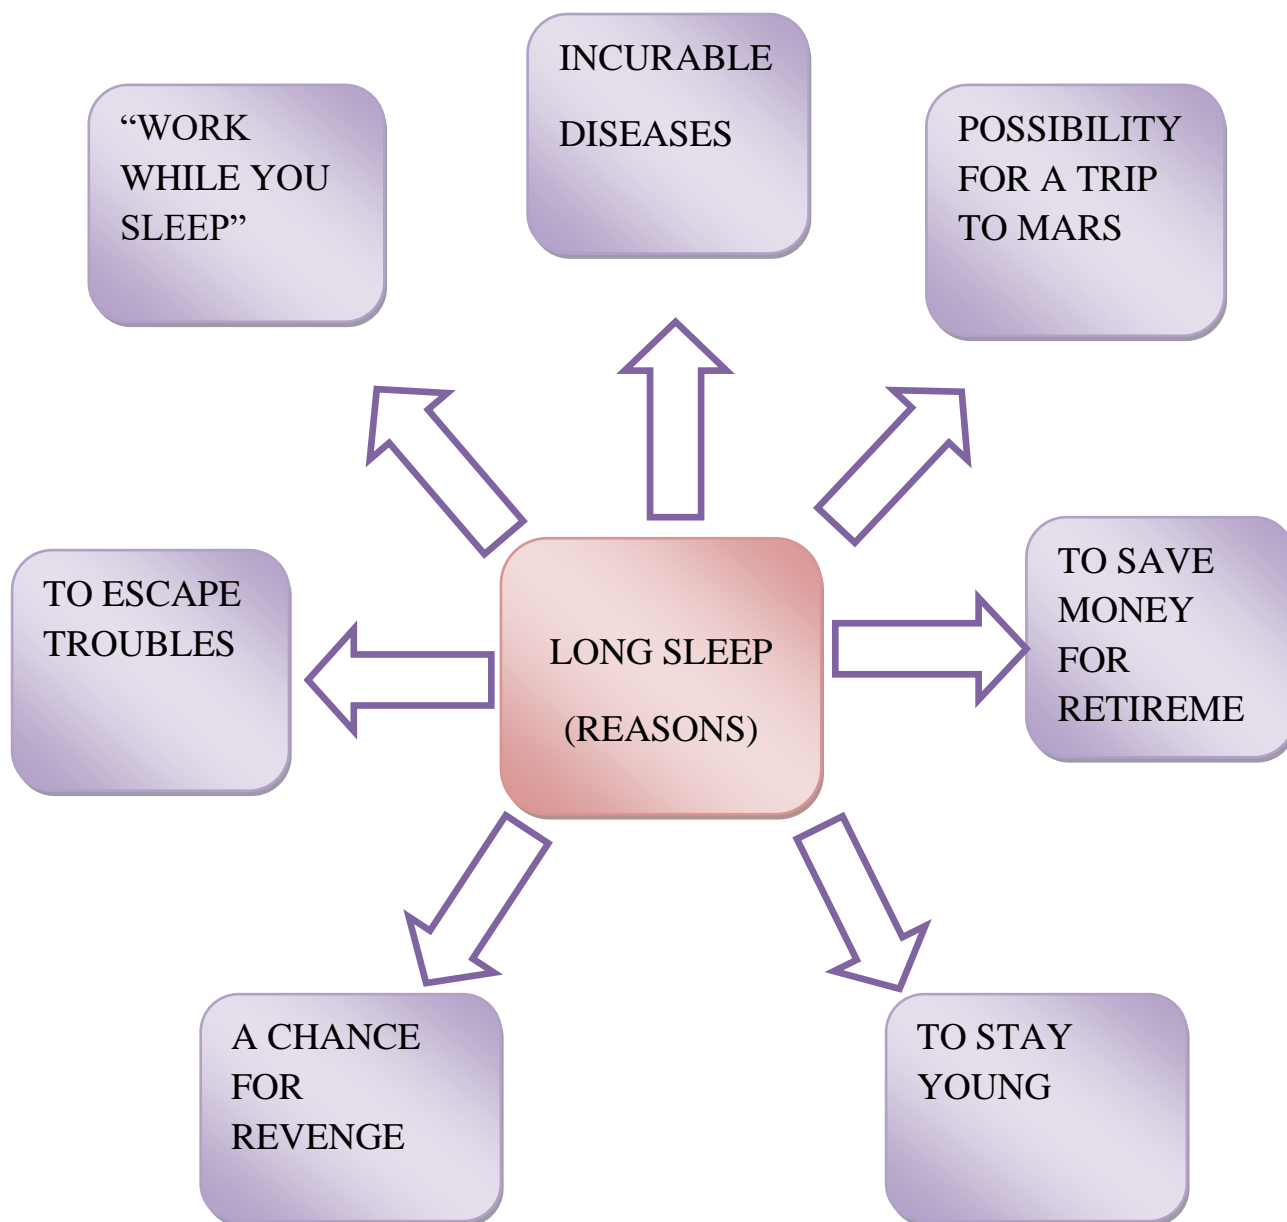 INCURABLE
DISEASES
“WORK
WHILE YOU
SLEEP”
POSSIBILITY
FOR A TRIP
TO MARS
TO ESCAPE
TROUBLES
LONG SLEEP
(REASONS)
TO SAVE
MONEY
FOR
RETIREME
A CHANCE
FOR
REVENGE
TO STAY
YOUNG